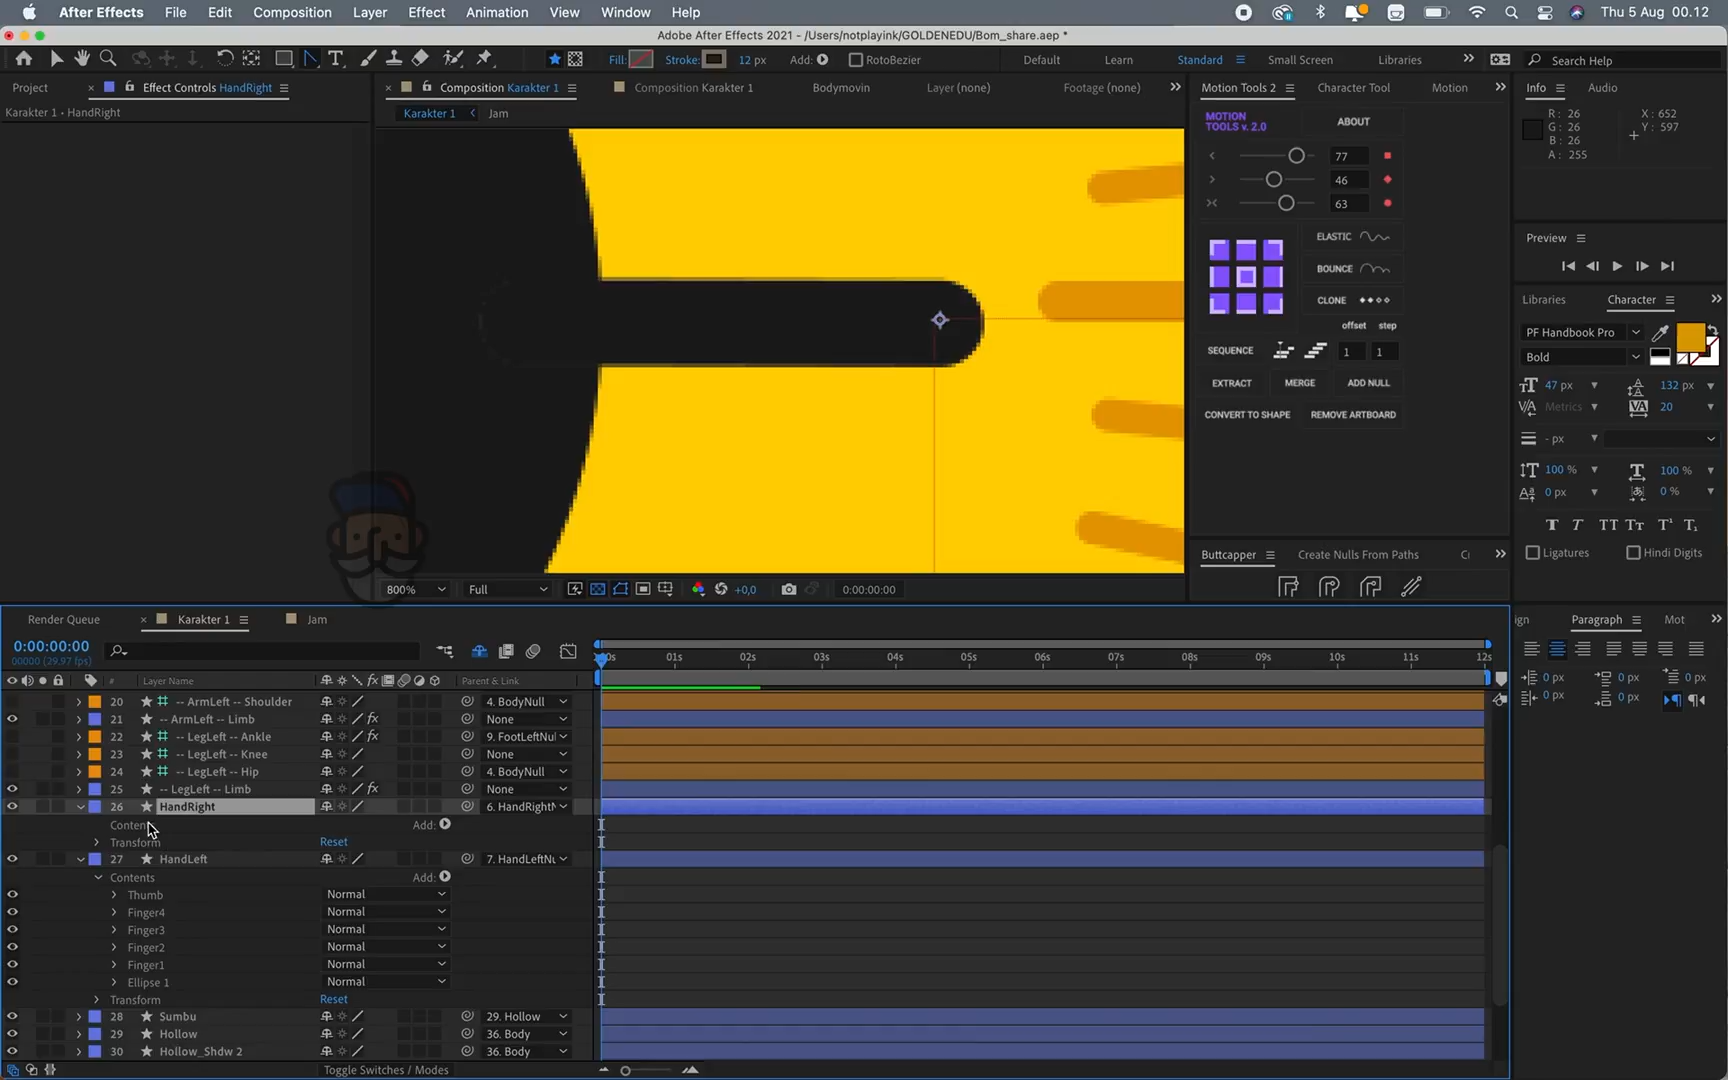 After Effects File Edit Composition Layer Effect Animation View Window Help Thu 5 Aug 00.12
Adobe After Effects 2021 - /Users/notplayink/GOLDENEDU/Bom_share.aep *
Fill: Stroke: 12 px Add: RotoBezier Default Learn Standard Small Screen Libraries Search Help
Project Effect Controls HandRight Composition Karakter 1 Composition Karakter 1 Bodymovin Layer (none) Footage (none) Motion Tools 2 Character Tool Motion Info Audio
Karakter 1 • HandRight Karakter 1 Jam
MOTION
TOOLS v. 2.0
ABOUT
R: 26 X: 652
G: 26 Y: 597
B: 26
A: 255
77
46
63
ELASTIC
BOUNCE
CLONE
offset step
SEQUENCE 1 1
EXTRACT MERGE ADD NULL
CONVERT TO SHAPE REMOVE ARTBOARD
Preview
Libraries Character
PF Handbook Pro
Bold
47 px 132 px
Metrics 20
- px
100 % 100 %
0 px 0 %
T T TT Tt T¹ T₁
Ligatures Hindi Digits
Buttcapper Create Nulls From Paths
800% Full +0,0 0:00:00:00
Render Queue Karakter 1 Jam
ign Paragraph Mot
0 px 0 px 0 px
0 px 0 px
0:00:00:00
00000 (29.97 fps)
01s 02s 03s 04s 05s 06s 07s 08s 09s 10s 11s 12s
# Layer Name fx Parent & Link
20 -- ArmLeft -- Shoulder 4. BodyNull
21 -- ArmLeft -- Limb fx None
22 -- LegLeft -- Ankle fx 9. FootLeftNul
23 -- LegLeft -- Knee None
24 -- LegLeft -- Hip 4. BodyNull
25 -- LegLeft -- Limb fx None
26 HandRight 6. HandRightN
Conten Add:
Transform Reset
27 HandLeft 7. HandLeftNu
Contents Add:
Thumb Normal
Finger4 Normal
Finger3 Normal
Finger2 Normal
Finger1 Normal
Ellipse 1 Normal
Transform Reset
28 Sumbu 29. Hollow
29 Hollow 36. Body
30 Hollow_Shdw 2 36. Body
Toggle Switches / Modes